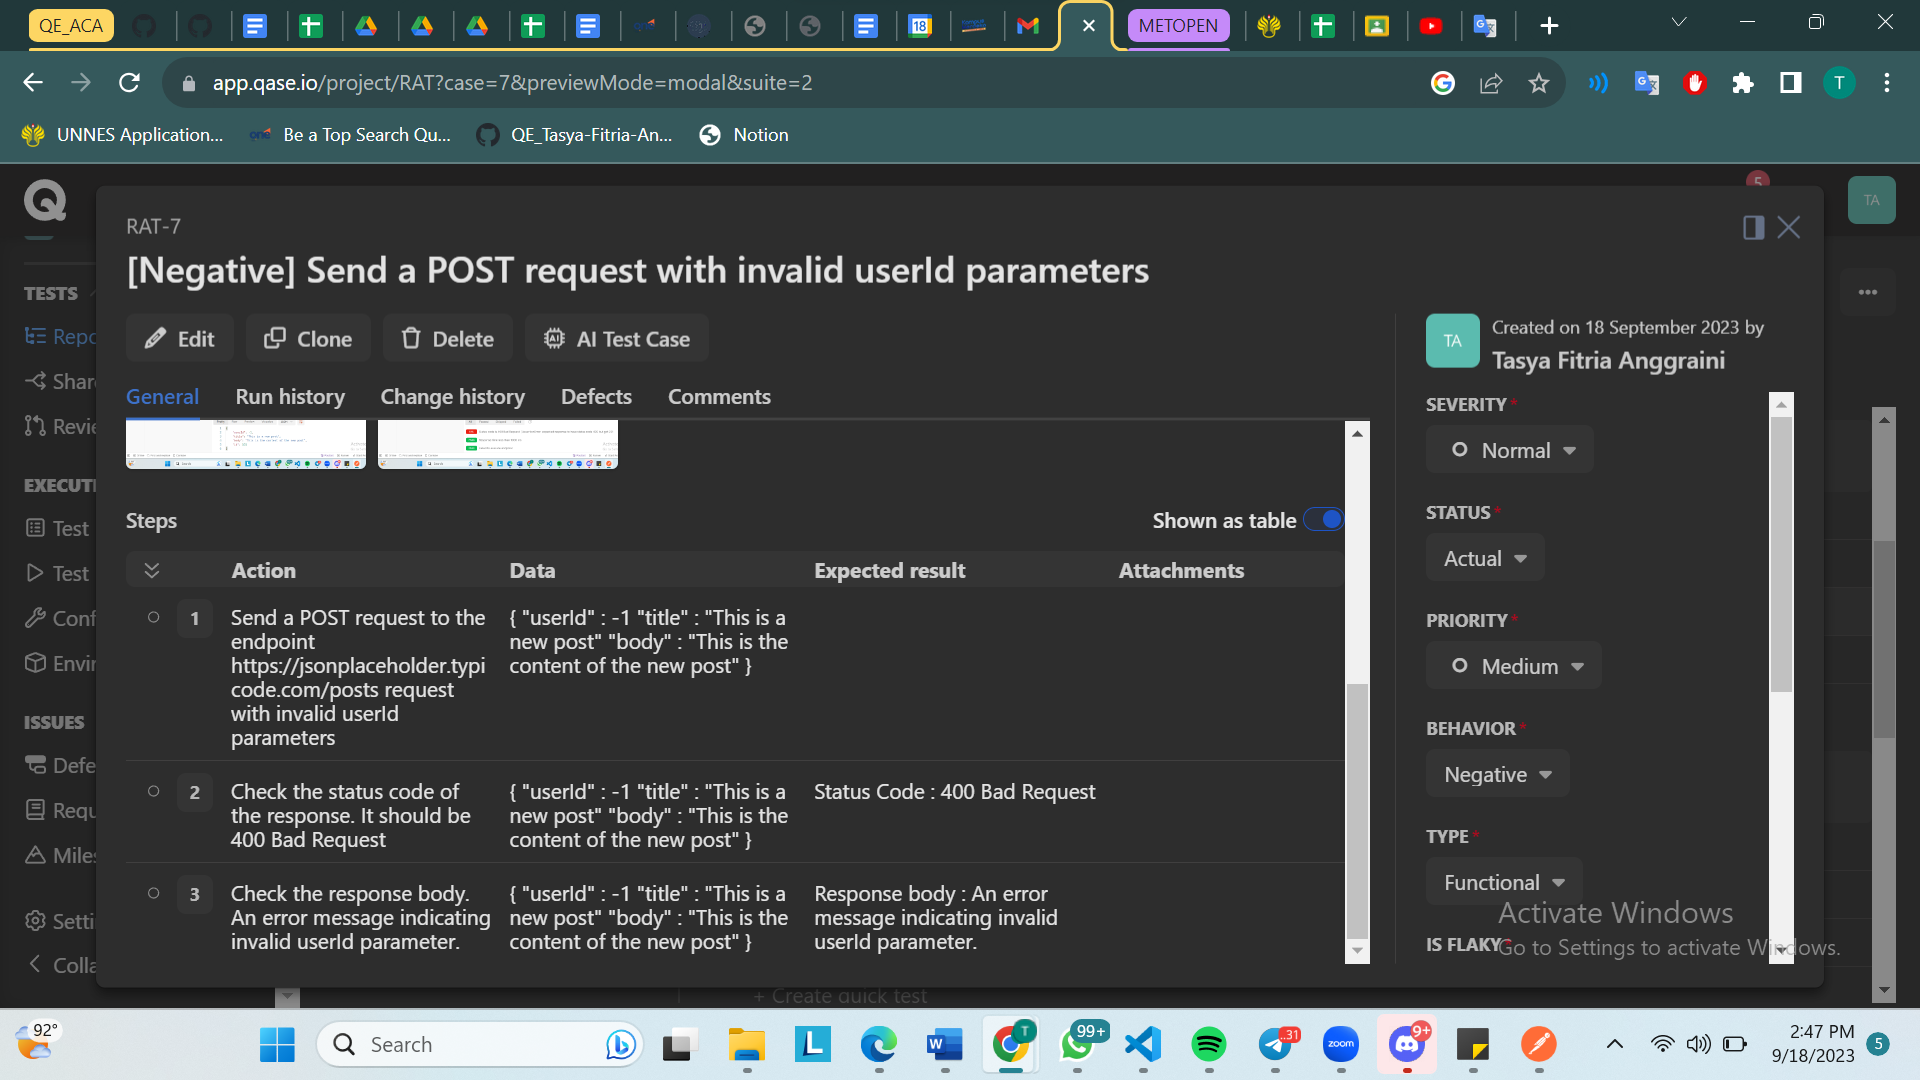 QE_ACA
METOPEN
app.qase.io/project/RAT?case=7&previewMode=modal&suite=2
T
UNNES Application...
Be a Top Search Qu...
QE_Tasya-Fitria-An...
Notion
5
TA
RAT-7
[Negative] Send a POST request with invalid userId parameters
Edit
Clone
Delete
AI Test Case
General
Run history
Change history
Defects
Comments
TA
Created on 18 September 2023 by
Tasya Fitria Anggraini
TESTS
Repo
Shar
Revie
EXECUTI
Test
Test
Conf
Envir
ISSUES
Defe
Requ
Miles
Setti
Colla
Steps
Shown as table
Action
Data
Expected result
Attachments
1
Send a POST request to the
endpoint
https://jsonplaceholder.typi
code.com/posts request
with invalid userId
parameters
{ "userId" : -1 "title" : "This is a
new post" "body" : "This is the
content of the new post" }
2
Check the status code of
the response. It should be
400 Bad Request
{ "userId" : -1 "title" : "This is a
new post" "body" : "This is the
content of the new post" }
Status Code : 400 Bad Request
3
Check the response body.
An error message indicating
invalid userId parameter.
{ "userId" : -1 "title" : "This is a
new post" "body" : "This is the
content of the new post" }
Response body : An error
message indicating invalid
userId parameter.
SEVERITY*
Normal
STATUS*
Actual
PRIORITY*
Medium
BEHAVIOR*
Negative
TYPE*
Functional
IS FLAKY*
Activate Windows
Go to Settings to activate Windows.
+ Create quick test
92°
Search
99+
31
zoom
9+
2:47 PM
9/18/2023
5